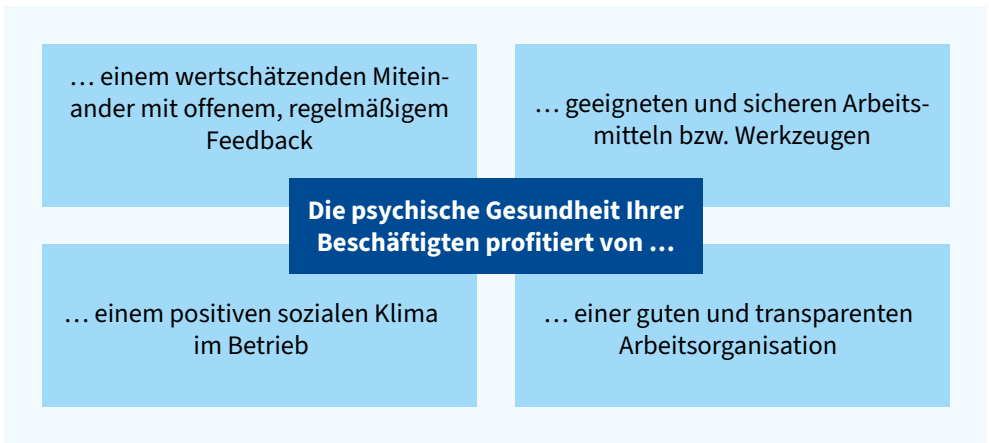 … einem wertschätzenden Mitein-
ander mit offenem, regelmäßigem
Feedback
… geeigneten und sicheren Arbeits-
mitteln bzw. Werkzeugen
Die psychische Gesundheit Ihrer
Beschäftigten profitiert von …
… einem positiven sozialen Klima
im Betrieb
… einer guten und transparenten
Arbeitsorganisation